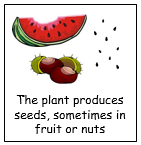 The plant produces
seeds, sometimes in
fruit or nuts